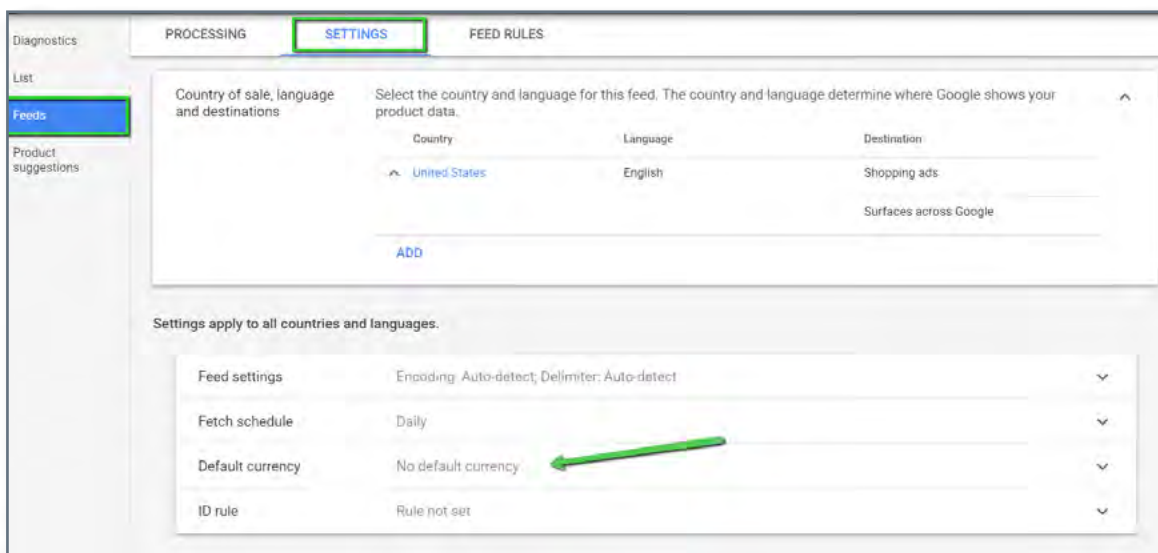 PROCESSING SETTINGS FEED RULES
Diagnostics
List
Feeds
Product
suggestions
Country of sale, language
and destinations
Select the country and language for this feed. The country and language determine where Google shows your
product data.
Country Language Destination
United States English Shopping ads
Surfaces across Google
ADD
Settings apply to all countries and languages.
Feed settings Encoding: Auto-detect; Delimiter: Auto-detect
Fetch schedule Daily
Default currency No default currency
ID rule Rule not set